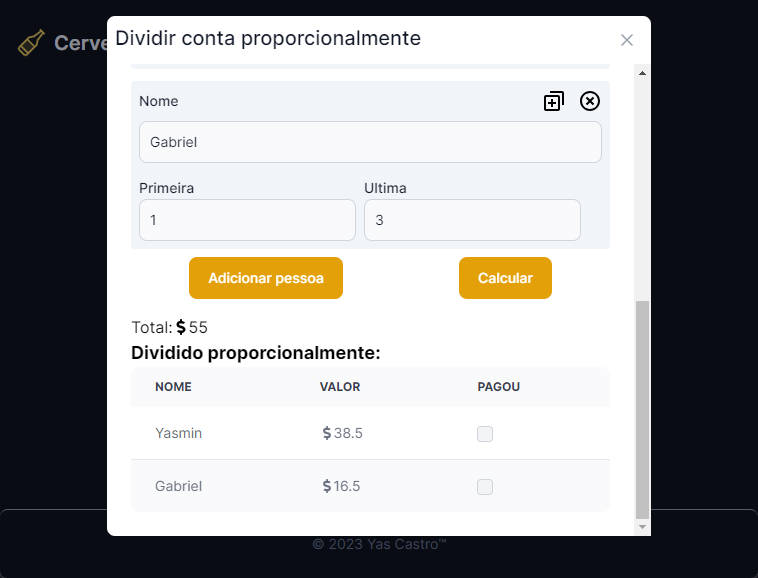 Dividir conta proporcionalmente
Cerve
Nome
Gabriel
Primeira Ultima
1 3
Adicionar pessoa Calcular
Total: $55
Dividido proporcionalmente:
NOME VALOR PAGOU
Yasmin $38.5
Gabriel $16.5
© 2023 Yas Castro™